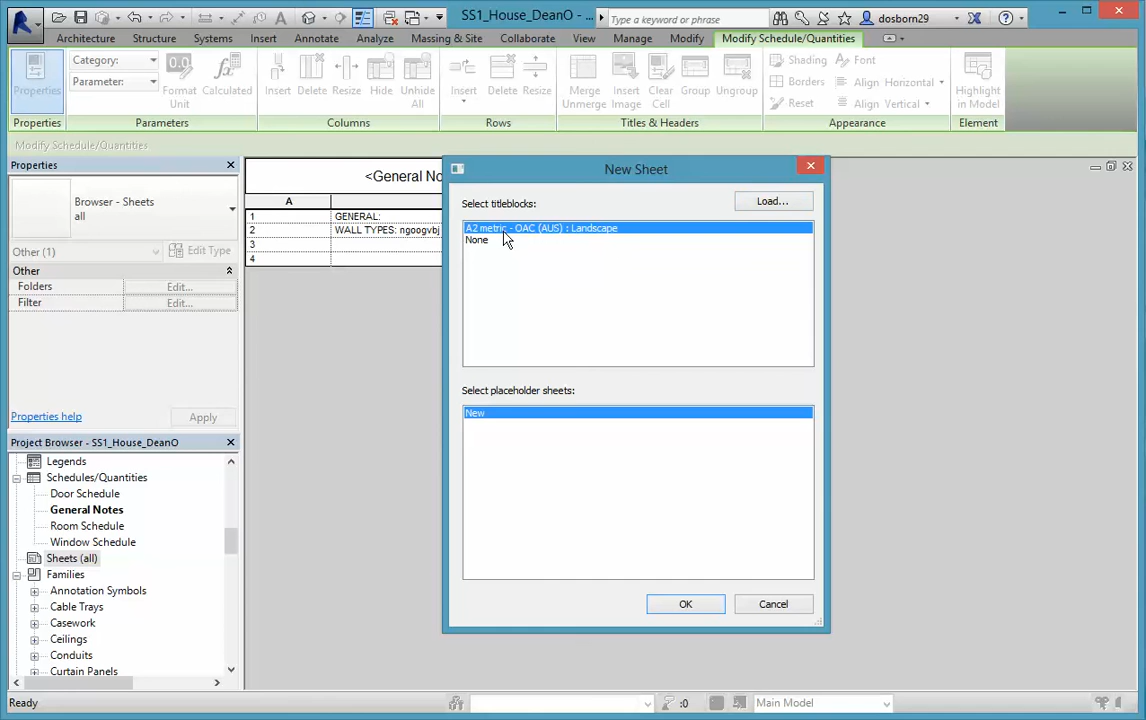 SS1_House_DeanO -
Type a keyword or phrase
dosborn29
Architecture Structure Systems Insert Annotate Analyze Massing & Site Collaborate View Manage Modify Modify Schedule/Quantities
Properties
Category:
Parameter:
Format Unit
Calculated
Insert
Delete
Resize
Hide
Unhide All
Insert
Delete
Resize
Merge Unmerge
Insert Image
Clear Cell
Group
Ungroup
Shading
Borders
Reset
Font
Align Horizontal
Align Vertical
Highlight in Model
Properties Parameters Columns Rows Titles & Headers Appearance Element
Modify Schedule/Quantities
Properties
Browser - Sheets
all
Other (1)
Edit Type
Other
Folders Edit...
Filter Edit...
Properties help
Apply
Project Browser - SS1_House_DeanO
Legends
Schedules/Quantities
Door Schedule
General Notes
Room Schedule
Window Schedule
Sheets (all)
Families
Annotation Symbols
Cable Trays
Casework
Ceilings
Conduits
Curtain Panels
<General No
A
1 GENERAL:
2 WALL TYPES: ngoogvbj
3
4
New Sheet
Select titleblocks:
Load...
A2 metric - OAC (AUS) : Landscape
None
Select placeholder sheets:
New
OK
Cancel
Ready
:0
Main Model